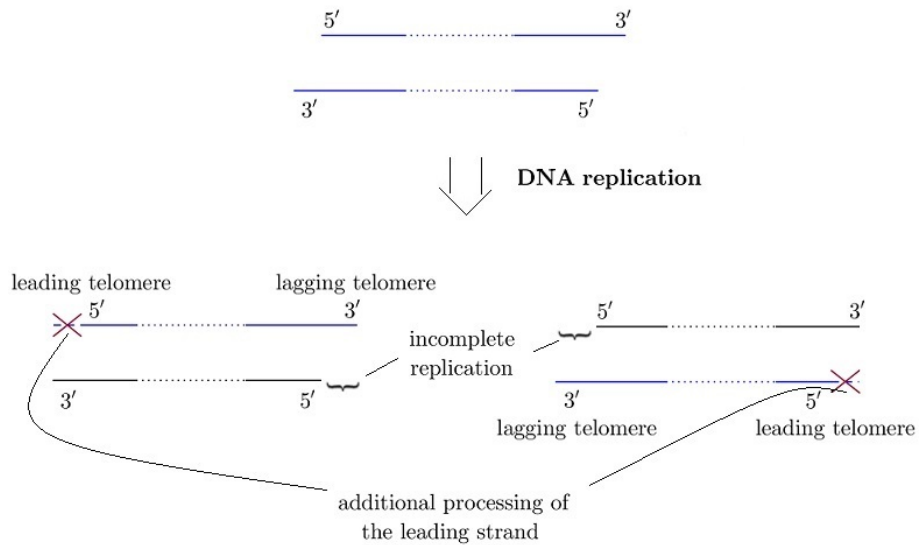 5′ 3′
3′ 5′
DNA replication
leading telomere lagging telomere
5′ 3′ 5′ 3′
incomplete
replication
3′ 5′ 3′ 5′
lagging telomere leading telomere
additional processing of
the leading strand